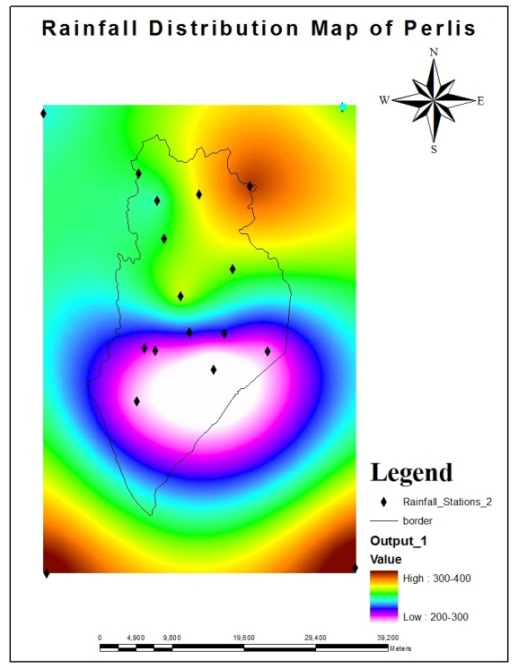 Rainfall Distribution Map of Perlis
N
W
E
S
Legend
Rainfall_Stations_2
border
Output_1
Value
High : 300-400
Low : 200-300
0 4,900 9,800 19,600 29,400 39,200
Meters